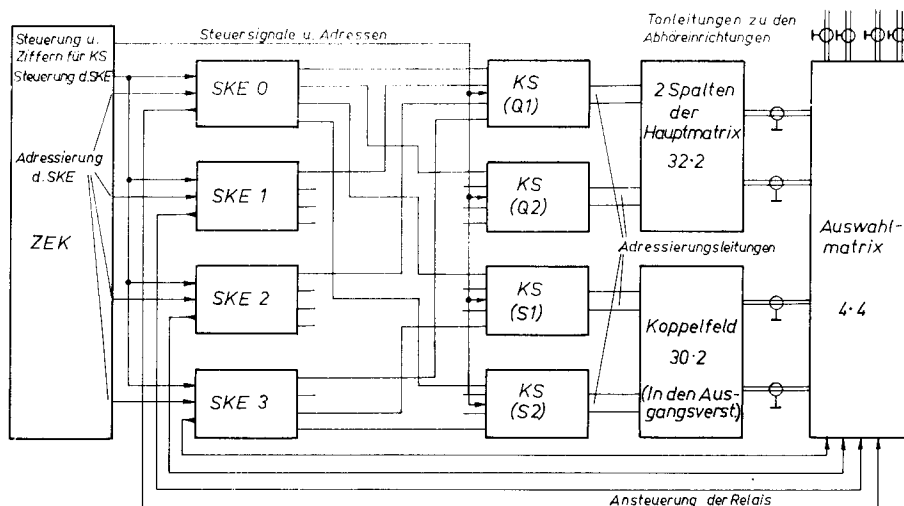 Steuerung u.
Ziffern für KS
Steuerung d.SKE
Adressierung
d. SKE
ZEK
Steuersignale u. Adressen
SKE 0
SKE 1
SKE 2
SKE 3
KS
(Q1)
KS
(Q2)
KS
(S1)
KS
(S2)
Tonleitungen zu den
Abhöreinrichtungen
2 Spalten
der
Hauptmatrix
32·2
Adressierungsleitungen
Koppelfeld
30·2
(In den Aus-
gangsverst.)
Auswahl-
matrix
4·4
Ansteuerung der Relais